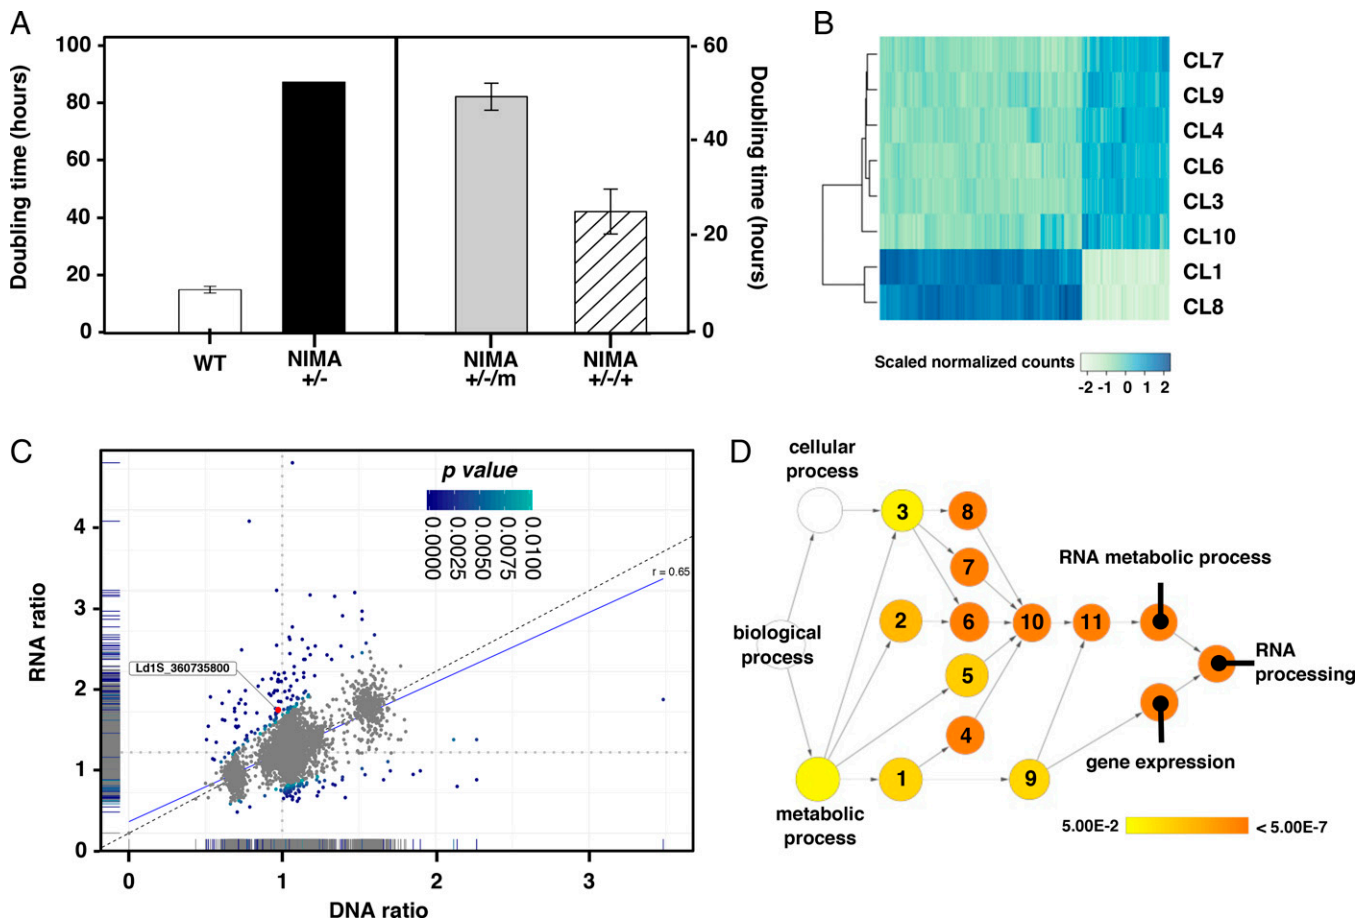 A
Doubling time (hours)
100
80
60
40
20
0
WT
NIMA
+/-
NIMA
+/-/m
NIMA
+/-/+
60
40
20
0
Doubling time (hours)
B
CL7
CL9
CL4
CL6
CL3
CL10
CL1
CL8
Scaled normalized counts
-2 -1 0 1 2
C
RNA ratio
4
3
2
1
0
0 1 2 3
DNA ratio
p value
0.0000
0.0025
0.0050
0.0075
0.0100
r = 0.65
Ld1S_360735800
D
cellular
process
biological
process
metabolic
process
3
8
7
2
6
10
11
5
4
1
9
RNA metabolic process
RNA
processing
gene expression
5.00E-2
< 5.00E-7